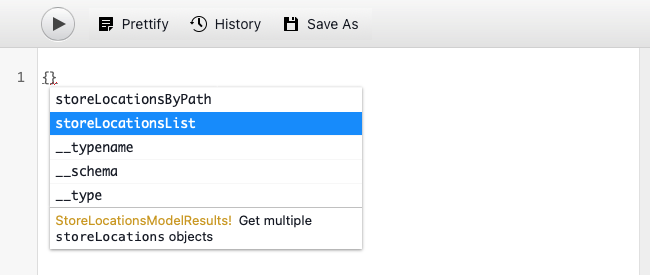 Prettify History Save As
1 {}
storeLocationsByPath
storeLocationsList
__typename
__schema
__type
StoreLocationsModelResults! Get multiple
storeLocations objects